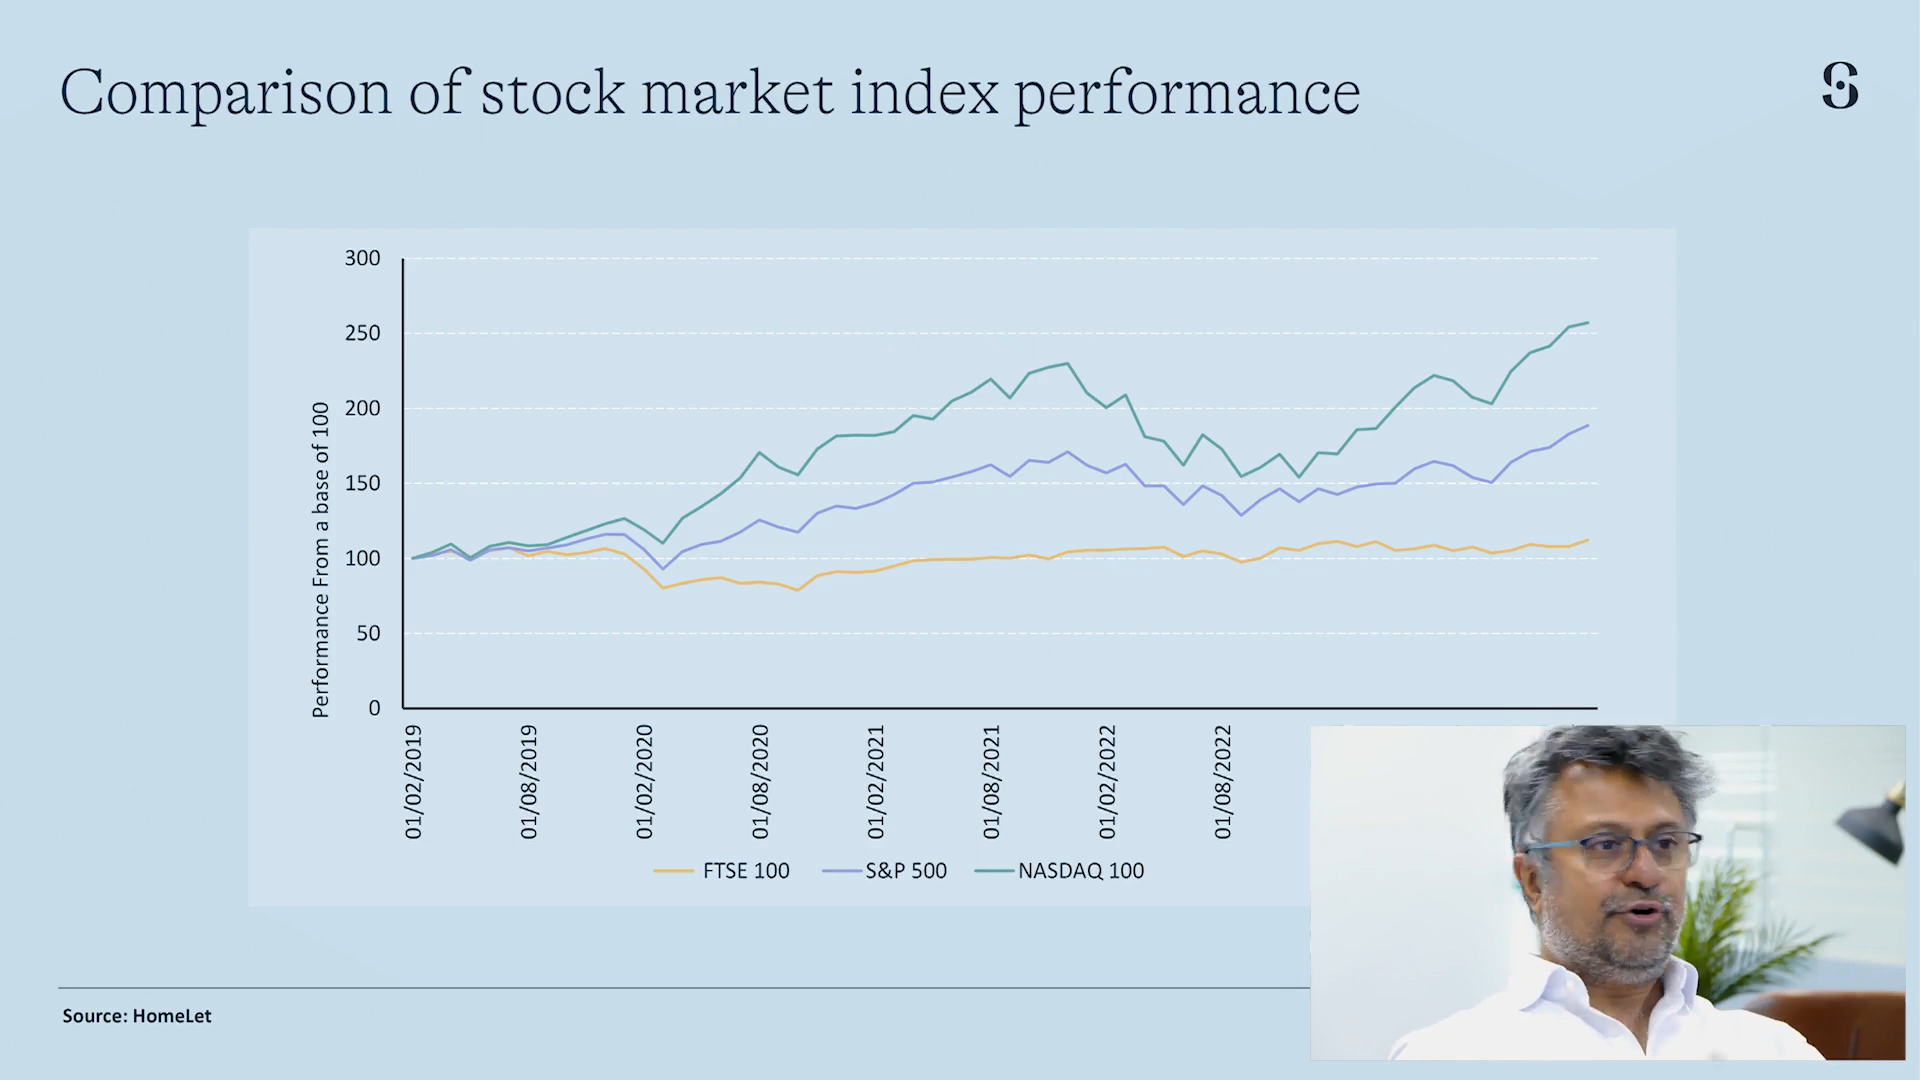 Comparison of stock market index performance
300
250
200
150
100
50
0
Performance From a base of 100
01/02/2019
01/08/2019
01/02/2020
01/08/2020
01/02/2021
01/08/2021
01/02/2022
01/08/2022
FTSE 100
S&P 500
NASDAQ 100
Source: HomeLet